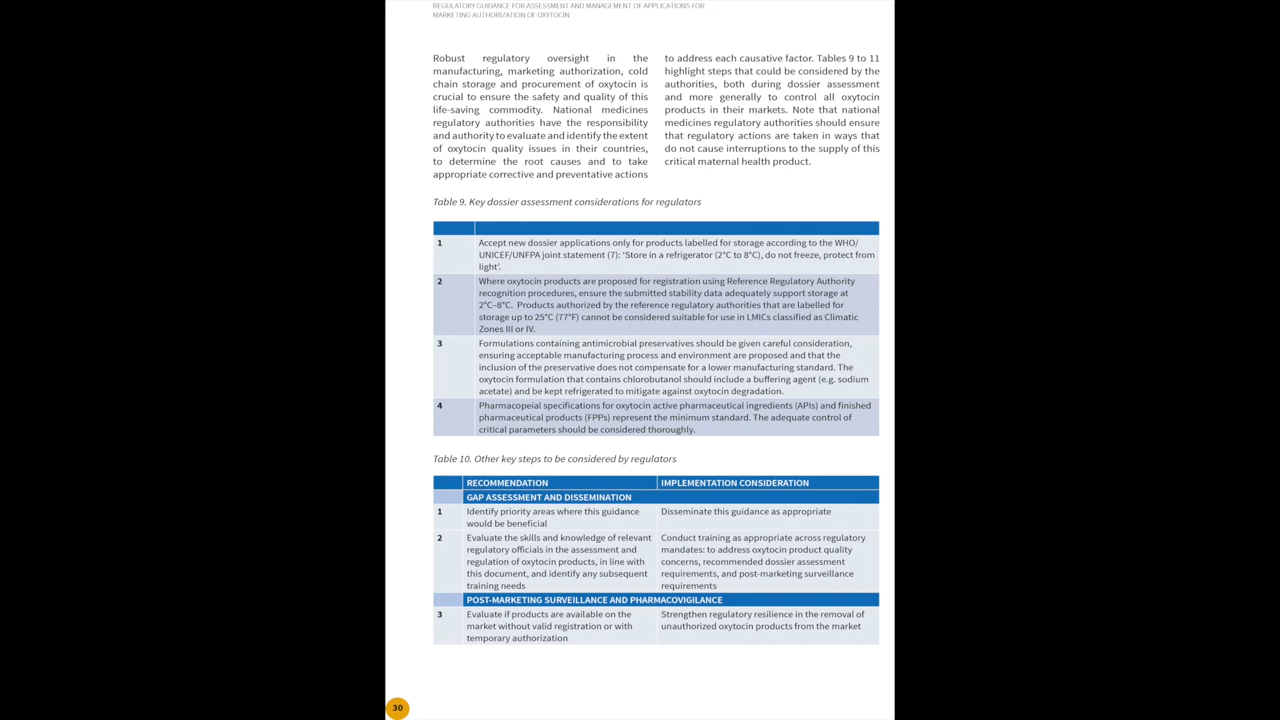 REGULATORY GUIDANCE FOR ASSESSMENT AND MANAGEMENT OF APPLICATIONS FOR
MARKETING AUTHORIZATION OF OXYTOCIN
Robust regulatory oversight in the
manufacturing, marketing authorization, cold
chain storage and procurement of oxytocin is
crucial to ensure the safety and quality of this
life-saving commodity. National medicines
regulatory authorities have the responsibility
and authority to evaluate and identify the extent
of oxytocin quality issues in their countries,
to determine the root causes and to take
appropriate corrective and preventative actions
to address each causative factor. Tables 9 to 11
highlight steps that could be considered by the
authorities, both during dossier assessment
and more generally to control all oxytocin
products in their markets. Note that national
medicines regulatory authorities should ensure
that regulatory actions are taken in ways that
do not cause interruptions to the supply of this
critical maternal health product.
Table 9. Key dossier assessment considerations for regulators
1 Accept new dossier applications only for products labelled for storage according to the WHO/
UNICEF/UNFPA joint statement (7): ‘Store in a refrigerator (2°C to 8°C), do not freeze, protect from
light’.
2 Where oxytocin products are proposed for registration using Reference Regulatory Authority
recognition procedures, ensure the submitted stability data adequately support storage at
2°C–8°C. Products authorized by the reference regulatory authorities that are labelled for
storage up to 25°C (77°F) cannot be considered suitable for use in LMICs classified as Climatic
Zones III or IV.
3 Formulations containing antimicrobial preservatives should be given careful consideration,
ensuring acceptable manufacturing process and environment are proposed and that the
inclusion of the preservative does not compensate for a lower manufacturing standard. The
oxytocin formulation that contains chlorobutanol should include a buffering agent (e.g. sodium
acetate) and be kept refrigerated to mitigate against oxytocin degradation.
4 Pharmacopeial specifications for oxytocin active pharmaceutical ingredients (APIs) and finished
pharmaceutical products (FPPs) represent the minimum standard. The adequate control of
critical parameters should be considered thoroughly.
Table 10. Other key steps to be considered by regulators
RECOMMENDATION IMPLEMENTATION CONSIDERATION
GAP ASSESSMENT AND DISSEMINATION
1 Identify priority areas where this guidance Disseminate this guidance as appropriate
would be beneficial
2 Evaluate the skills and knowledge of relevant Conduct training as appropriate across regulatory
regulatory officials in the assessment and mandates: to address oxytocin product quality
regulation of oxytocin products, in line with concerns, recommended dossier assessment
this document, and identify any subsequent requirements, and post-marketing surveillance
training needs requirements
POST-MARKETING SURVEILLANCE AND PHARMACOVIGILANCE
3 Evaluate if products are available on the Strengthen regulatory resilience in the removal of
market without valid registration or with unauthorized oxytocin products from the market
temporary authorization
30